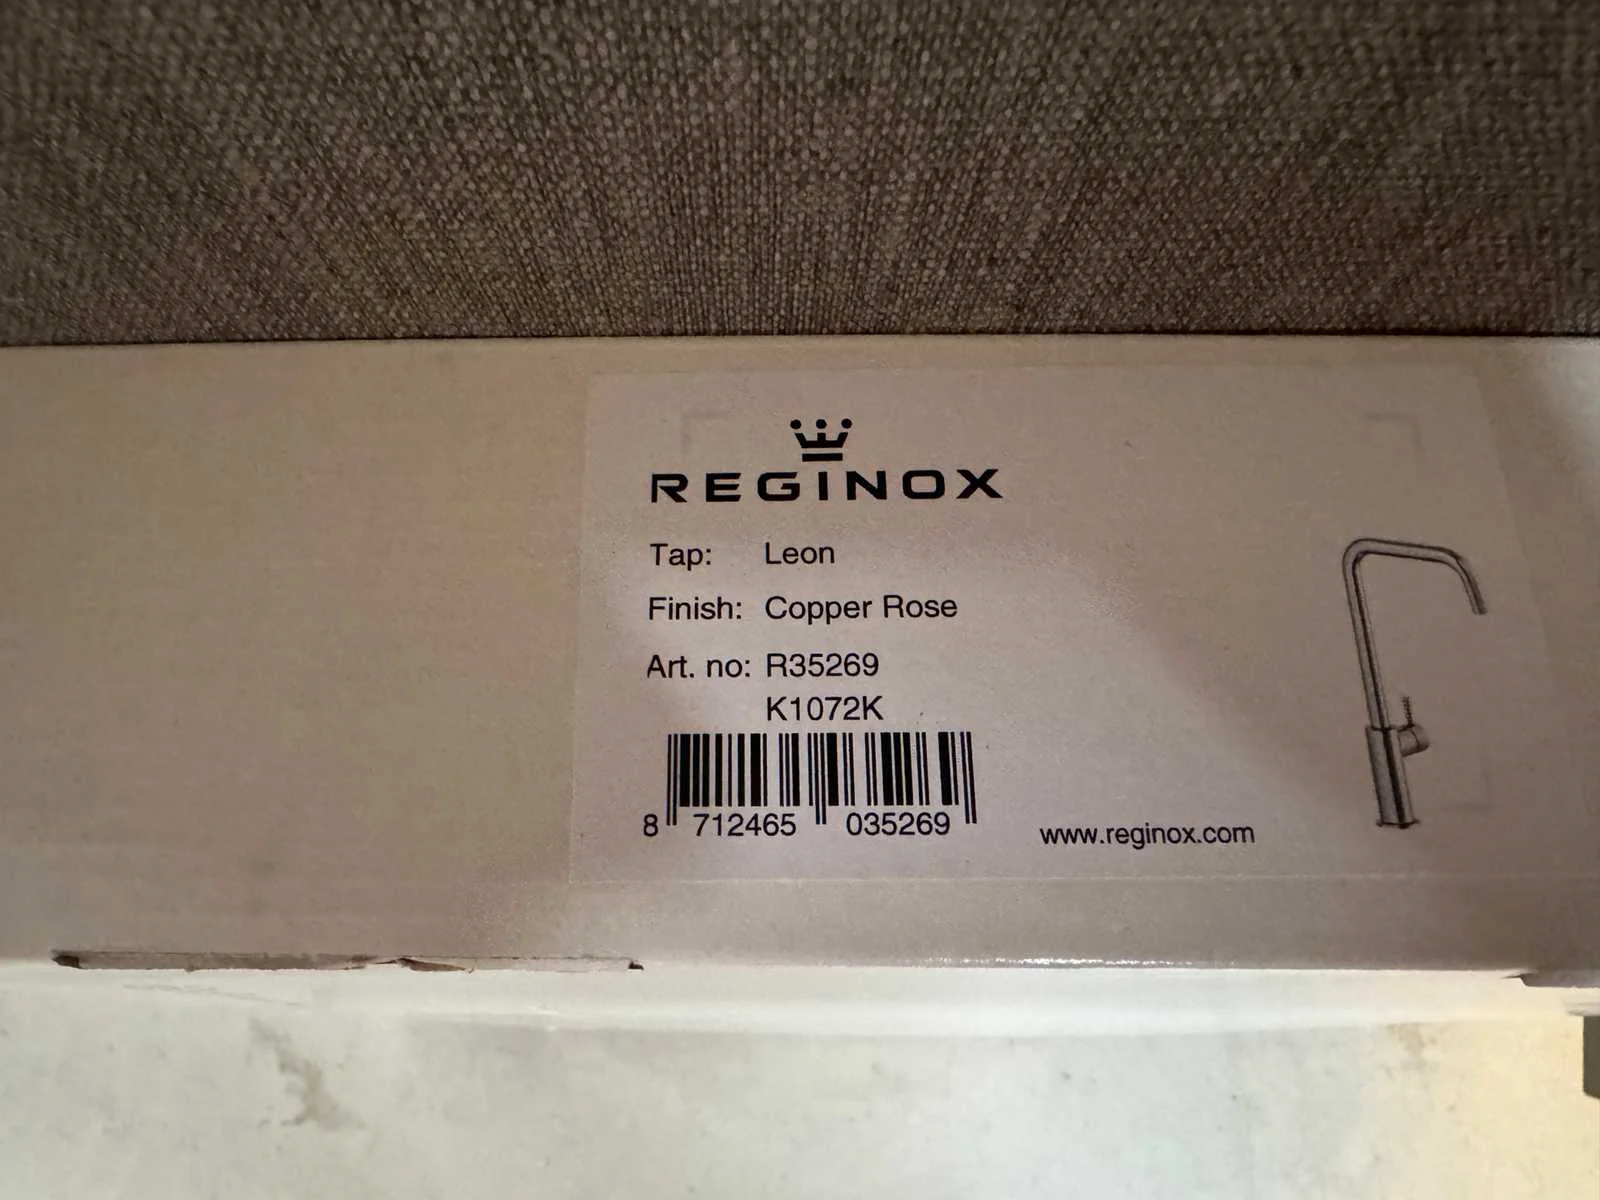 REGINOX
Tap: Leon
Finish: Copper Rose
Art. no: R35269
K1072K
8 712465 035269
www.reginox.com